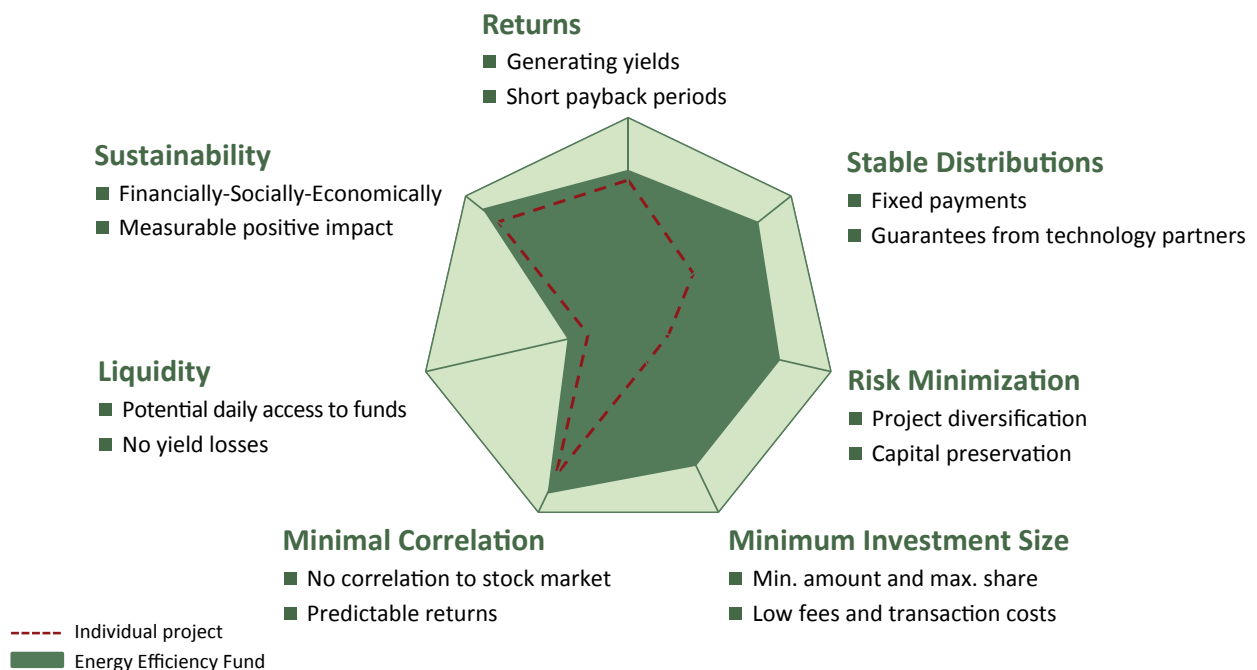 Returns
Generating yields
Short payback periods
Sustainability
Financially-Socially-Economically
Measurable positive impact
Stable Distributions
Fixed payments
Guarantees from technology partners
Liquidity
Potential daily access to funds
No yield losses
Risk Minimization
Project diversification
Capital preservation
Minimal Correlation
No correlation to stock market
Predictable returns
Minimum Investment Size
Min. amount and max. share
Low fees and transaction costs
Individual project
Energy Efficiency Fund